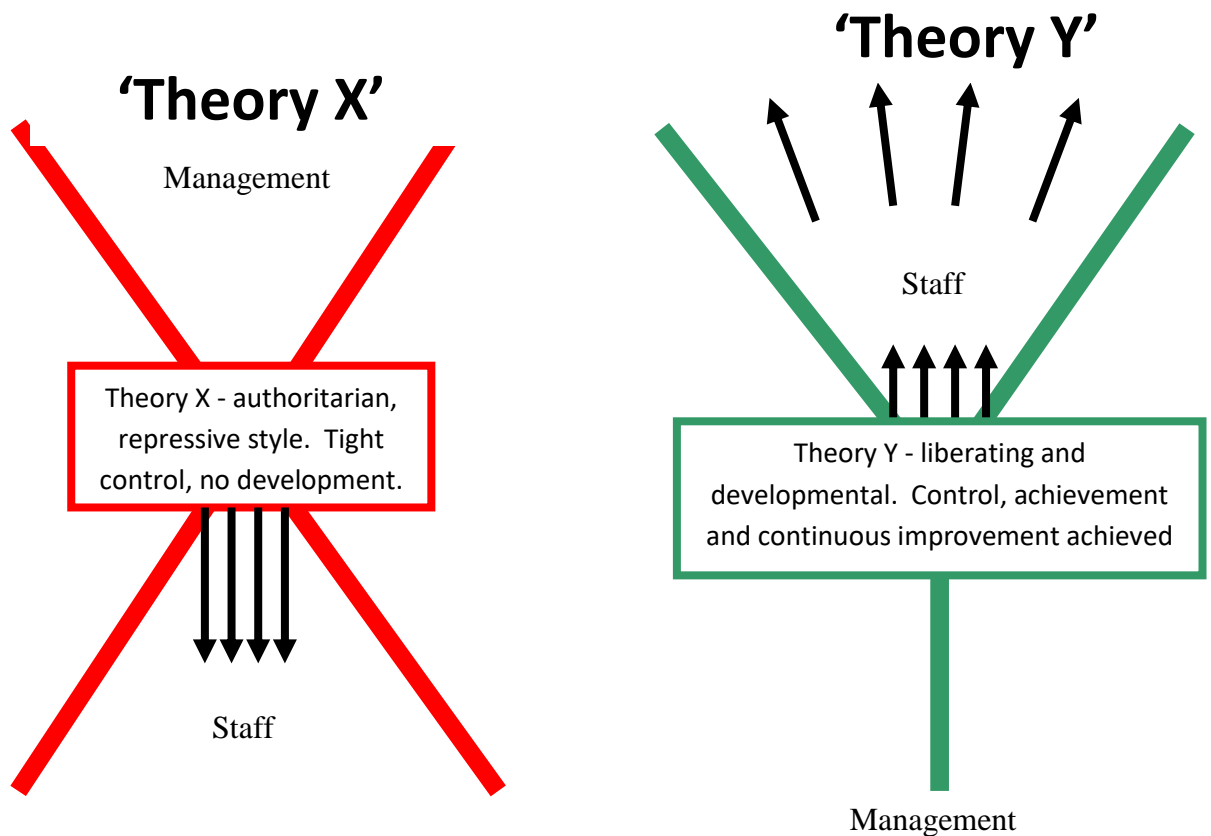 ‘Theory X’
Management
Theory X - authoritarian,
repressive style.  Tight
control, no development.
Staff
‘Theory Y’
Staff
Theory Y - liberating and
developmental.  Control, achievement
and continuous improvement achieved
Management